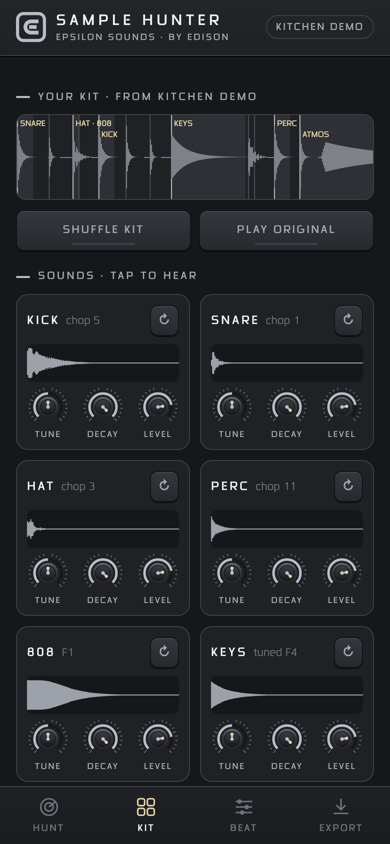 SAMPLE HUNTER
EPSILON SOUNDS · BY EDISON
KITCHEN DEMO
YOUR KIT · FROM KITCHEN DEMO
SNARE
HAT · 808
KICK
KEYS
PERC
ATMOS
SHUFFLE KIT
PLAY ORIGINAL
SOUNDS · TAP TO HEAR
KICK chop 5
TUNE DECAY LEVEL
SNARE chop 1
TUNE DECAY LEVEL
HAT chop 3
TUNE DECAY LEVEL
PERC chop 11
TUNE DECAY LEVEL
808 F1
TUNE DECAY LEVEL
KEYS tuned F4
TUNE DECAY LEVEL
HUNT
KIT
BEAT
EXPORT